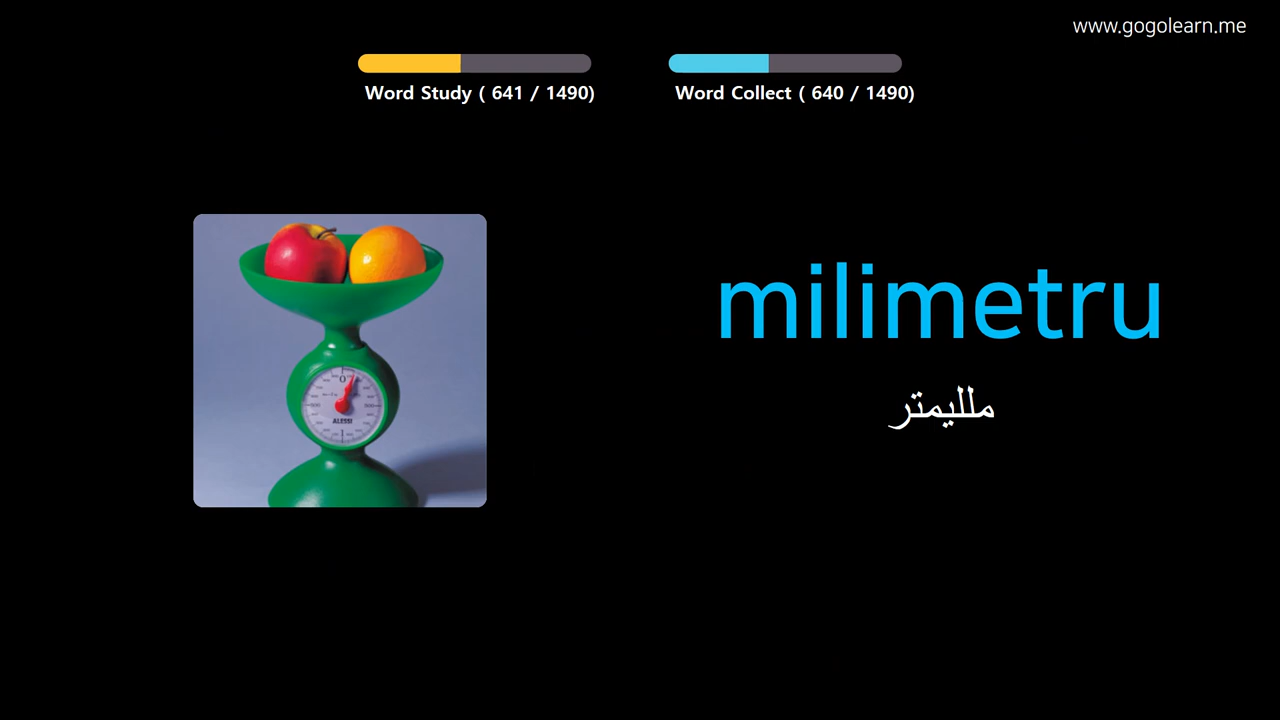 www.gogolearn.me
Word Study ( 641 / 1490)
Word Collect ( 640 / 1490)
milimetru
ملليمتر
ALESSI